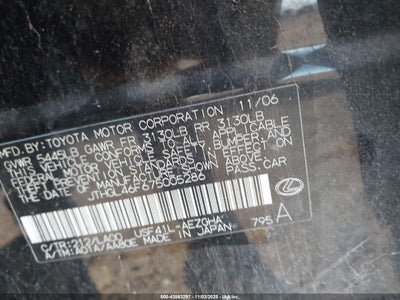 MFD.BY:TOYOTA MOTOR CORPORATION 11/06
GVWR 5445LB GAWR FR 3130LB RR 3130LB
THIS VEHICLE CONFORMS TO ALL APPLICABLE
FEDERAL MOTOR VEHICLE SAFETY, BUMPER, AND
THEFT PREVENTION STANDARDS IN EFFECT ON
THE DATE OF MANUFACTURE SHOWN ABOVE.
JTHGL46F675005286 PASS CAR
C/TR:212/LA00 USF41L-AEZGHA
A/TM: /AA80E MADE IN JAPAN 795 A